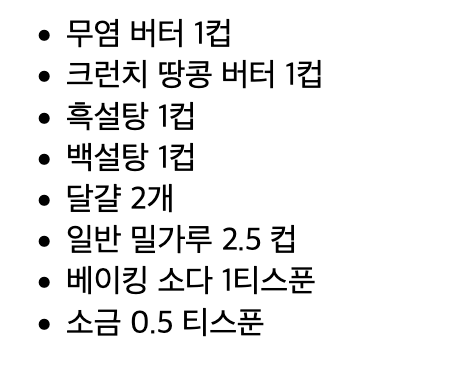 • 무염 버터 1컵
• 크런치 땅콩 버터 1컵
• 흑설탕 1컵
• 백설탕 1컵
• 달걀 2개
• 일반 밀가루 2.5 컵
• 베이킹 소다 1티스푼
• 소금 0.5 티스푼